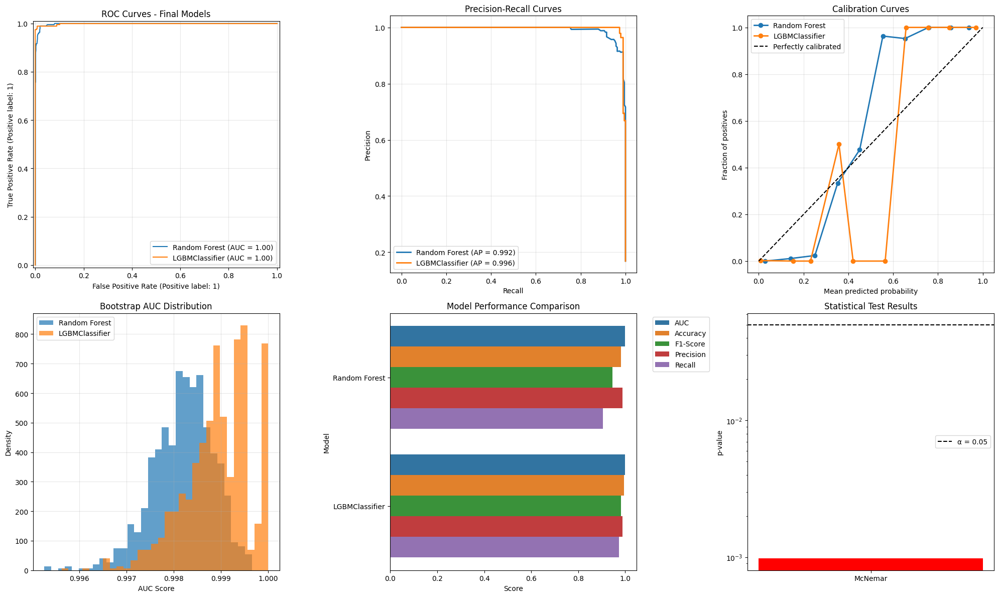 ROC Curves - Final Models
True Positive Rate (Positive label: 1)
1.0
0.8
0.6
0.4
0.2
0.0
Random Forest (AUC = 1.00)
LGBMClassifier (AUC = 1.00)
0.0 0.2 0.4 0.6 0.8 1.0
False Positive Rate (Positive label: 1)
Precision-Recall Curves
Precision
1.0
0.8
0.6
0.4
0.2
Random Forest (AP = 0.992)
LGBMClassifier (AP = 0.996)
0.0 0.2 0.4 0.6 0.8 1.0
Recall
Calibration Curves
Random Forest
LGBMClassifier
Perfectly calibrated
Fraction of positives
1.0
0.8
0.6
0.4
0.2
0.0
0.0 0.2 0.4 0.6 0.8 1.0
Mean predicted probability
Bootstrap AUC Distribution
Random Forest
LGBMClassifier
Density
800
700
600
500
400
300
200
100
0
0.996 0.997 0.998 0.999 1.000
AUC Score
Model Performance Comparison
Model
Random Forest
LGBMClassifier
0.0 0.2 0.4 0.6 0.8 1.0
Score
AUC
Accuracy
F1-Score
Precision
Recall
Statistical Test Results
p-value
10⁻²
10⁻³
α = 0.05
McNemar